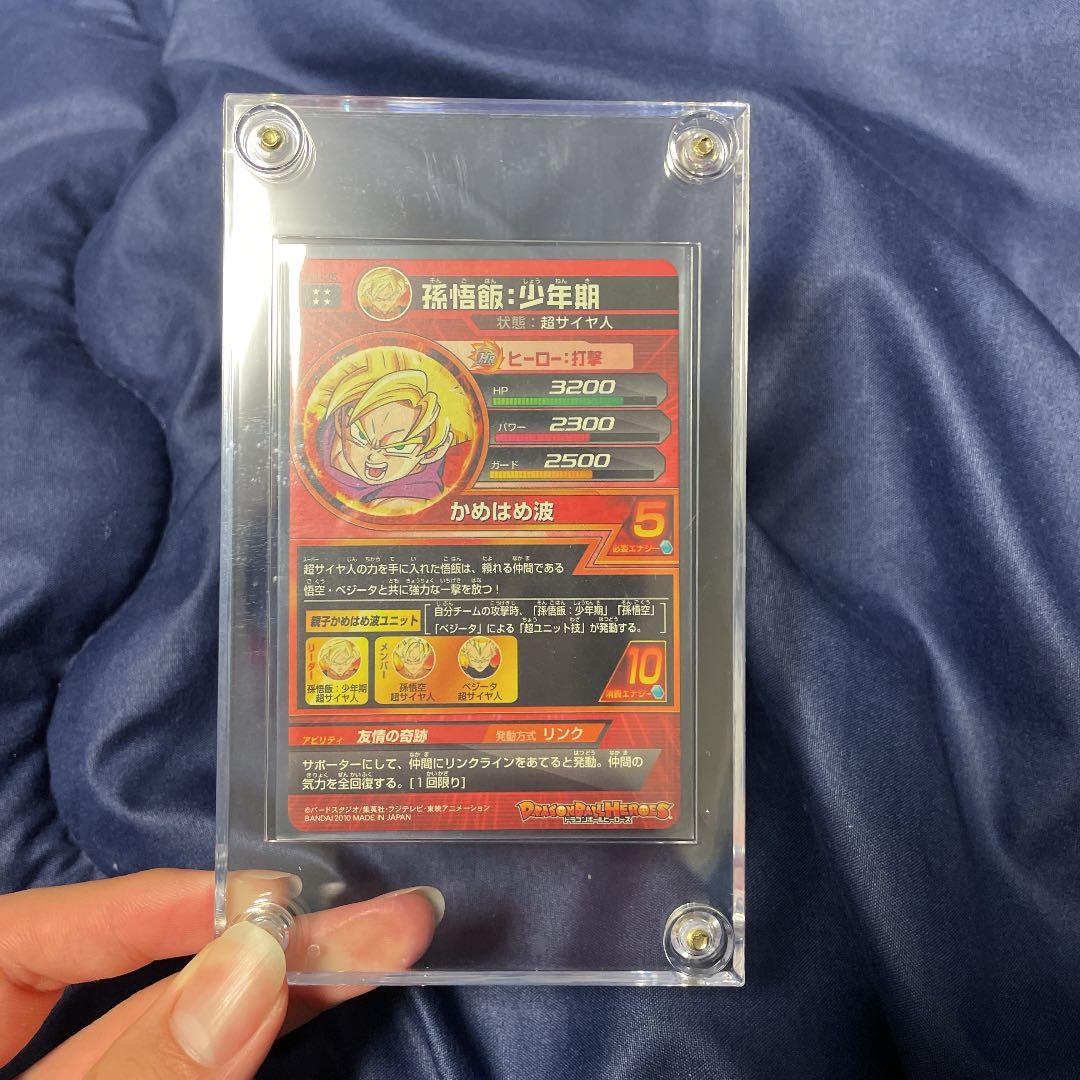 孫悟飯:少年期
状態:超サイヤ人
HR ヒーロー:打撃
HP 3200
パワー 2300
ガード 2500
かめはめ波
5
必要エナジー
超サイヤ人の力を手に入れた悟飯は、頼れる仲間である
悟空・ベジータと共に強力な一撃を放つ!
親子かめはめ波ユニット
自分チームの攻撃時、「孫悟飯:少年期」「孫悟空」
「ベジータ」による「超ユニット技」が発動する。
リーダー
孫悟飯:少年期
超サイヤ人
メンバー
孫悟空
超サイヤ人
ベジータ
超サイヤ人
10
消費エナジー
アビリティ 友情の奇跡 発動方式 リンク
サポーターにして、仲間にリンクラインをあてると発動。仲間の
気力を全回復する。[1回限り]
©バードスタジオ/集英社・フジテレビ・東映アニメーション
BANDAI 2010 MADE IN JAPAN
DRAGONBALL HEROES
ドラゴンボールヒーローズ